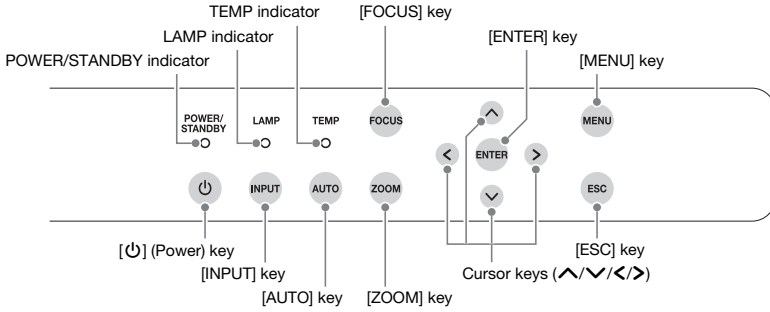 TEMP indicator
[FOCUS] key
LAMP indicator
[ENTER] key
POWER/STANDBY indicator
[MENU] key
POWER/
STANDBY
LAMP
TEMP
FOCUS
ENTER
MENU
INPUT
AUTO
ZOOM
ESC
[⏻] (Power) key
[ESC] key
[INPUT] key
Cursor keys (∧/∨/</>)
[AUTO] key
[ZOOM] key